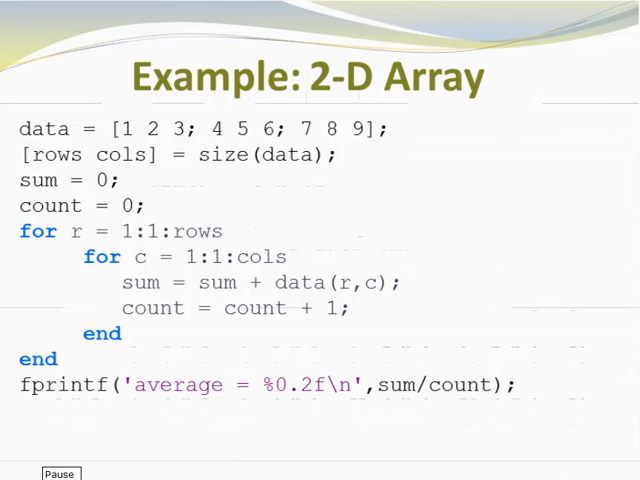 Example: 2-D Array
data = [1 2 3; 4 5 6; 7 8 9];
[rows cols] = size(data);
sum = 0;
count = 0;
for r = 1:1:rows
for c = 1:1:cols
sum = sum + data(r,c);
count = count + 1;
end
end
fprintf('average = %0.2f\n',sum/count);
Pause